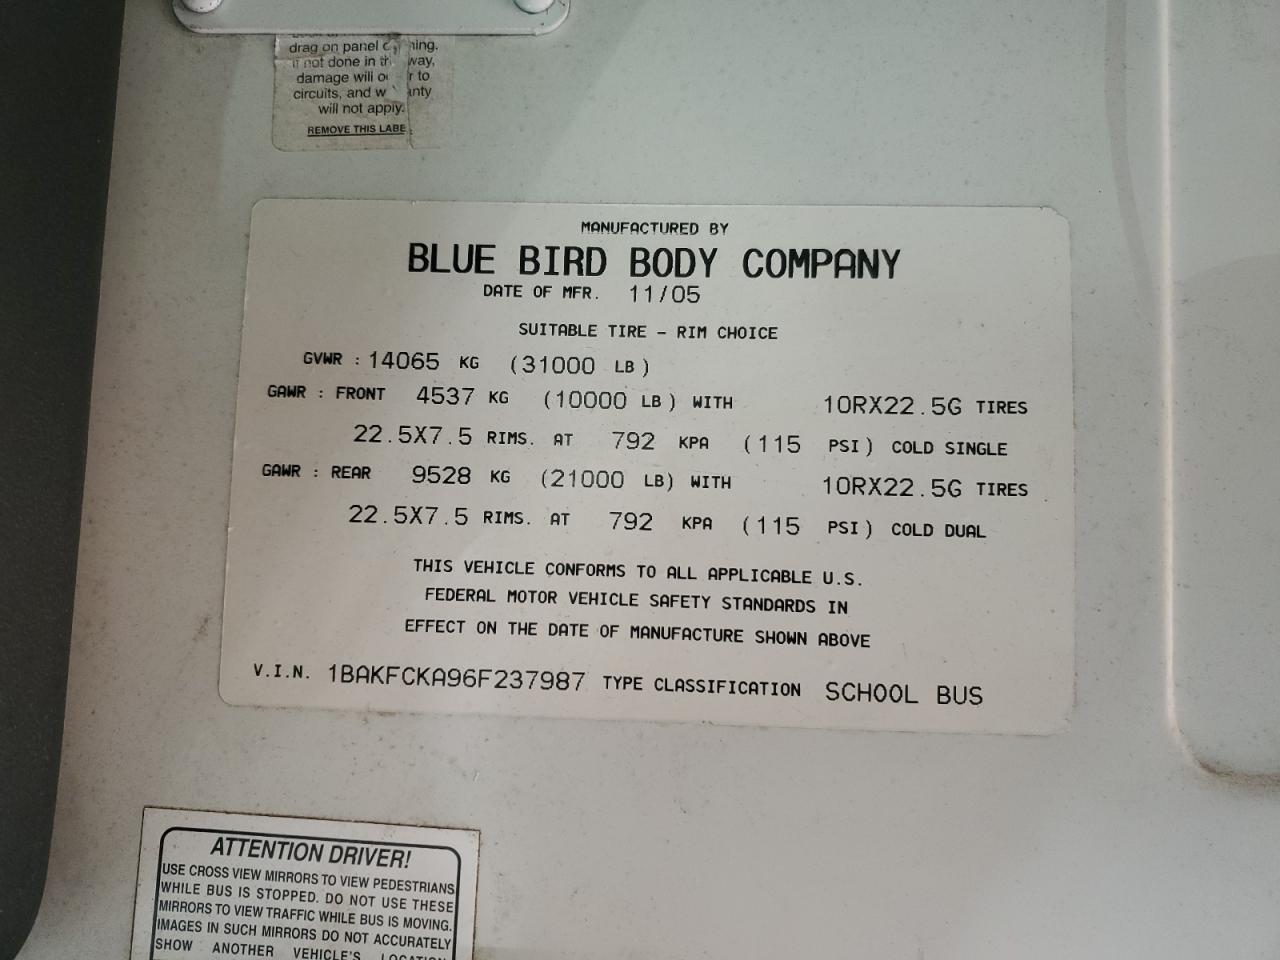 drag on panel
if not done in way,
damage will to
circuits, and
will not apply.
REMOVE THIS LABE
MANUFACTURED BY
BLUE BIRD BODY COMPANY
DATE OF MFR. 11/05
SUITABLE TIRE - RIM CHOICE
GVWR : 14065 KG (31000 LB)
GAWR : FRONT 4537 KG (10000 LB) WITH 10RX22.5G TIRES
22.5X7.5 RIMS. AT 792 KPA (115 PSI) COLD SINGLE
GAWR : REAR 9528 KG (21000 LB) WITH 10RX22.5G TIRES
22.5X7.5 RIMS. AT 792 KPA (115 PSI) COLD DUAL
THIS VEHICLE CONFORMS TO ALL APPLICABLE U.S.
FEDERAL MOTOR VEHICLE SAFETY STANDARDS IN
EFFECT ON THE DATE OF MANUFACTURE SHOWN ABOVE
V.I.N. 1BAKFCKA96F237987 TYPE CLASSIFICATION SCHOOL BUS
ATTENTION DRIVER!
USE CROSS VIEW MIRRORS TO VIEW PEDESTRIANS
WHILE BUS IS STOPPED. DO NOT USE THESE
MIRRORS TO VIEW TRAFFIC WHILE BUS IS MOVING.
IMAGES IN SUCH MIRRORS DO NOT ACCURATELY
SHOW ANOTHER VEHICLE'S LOCATION